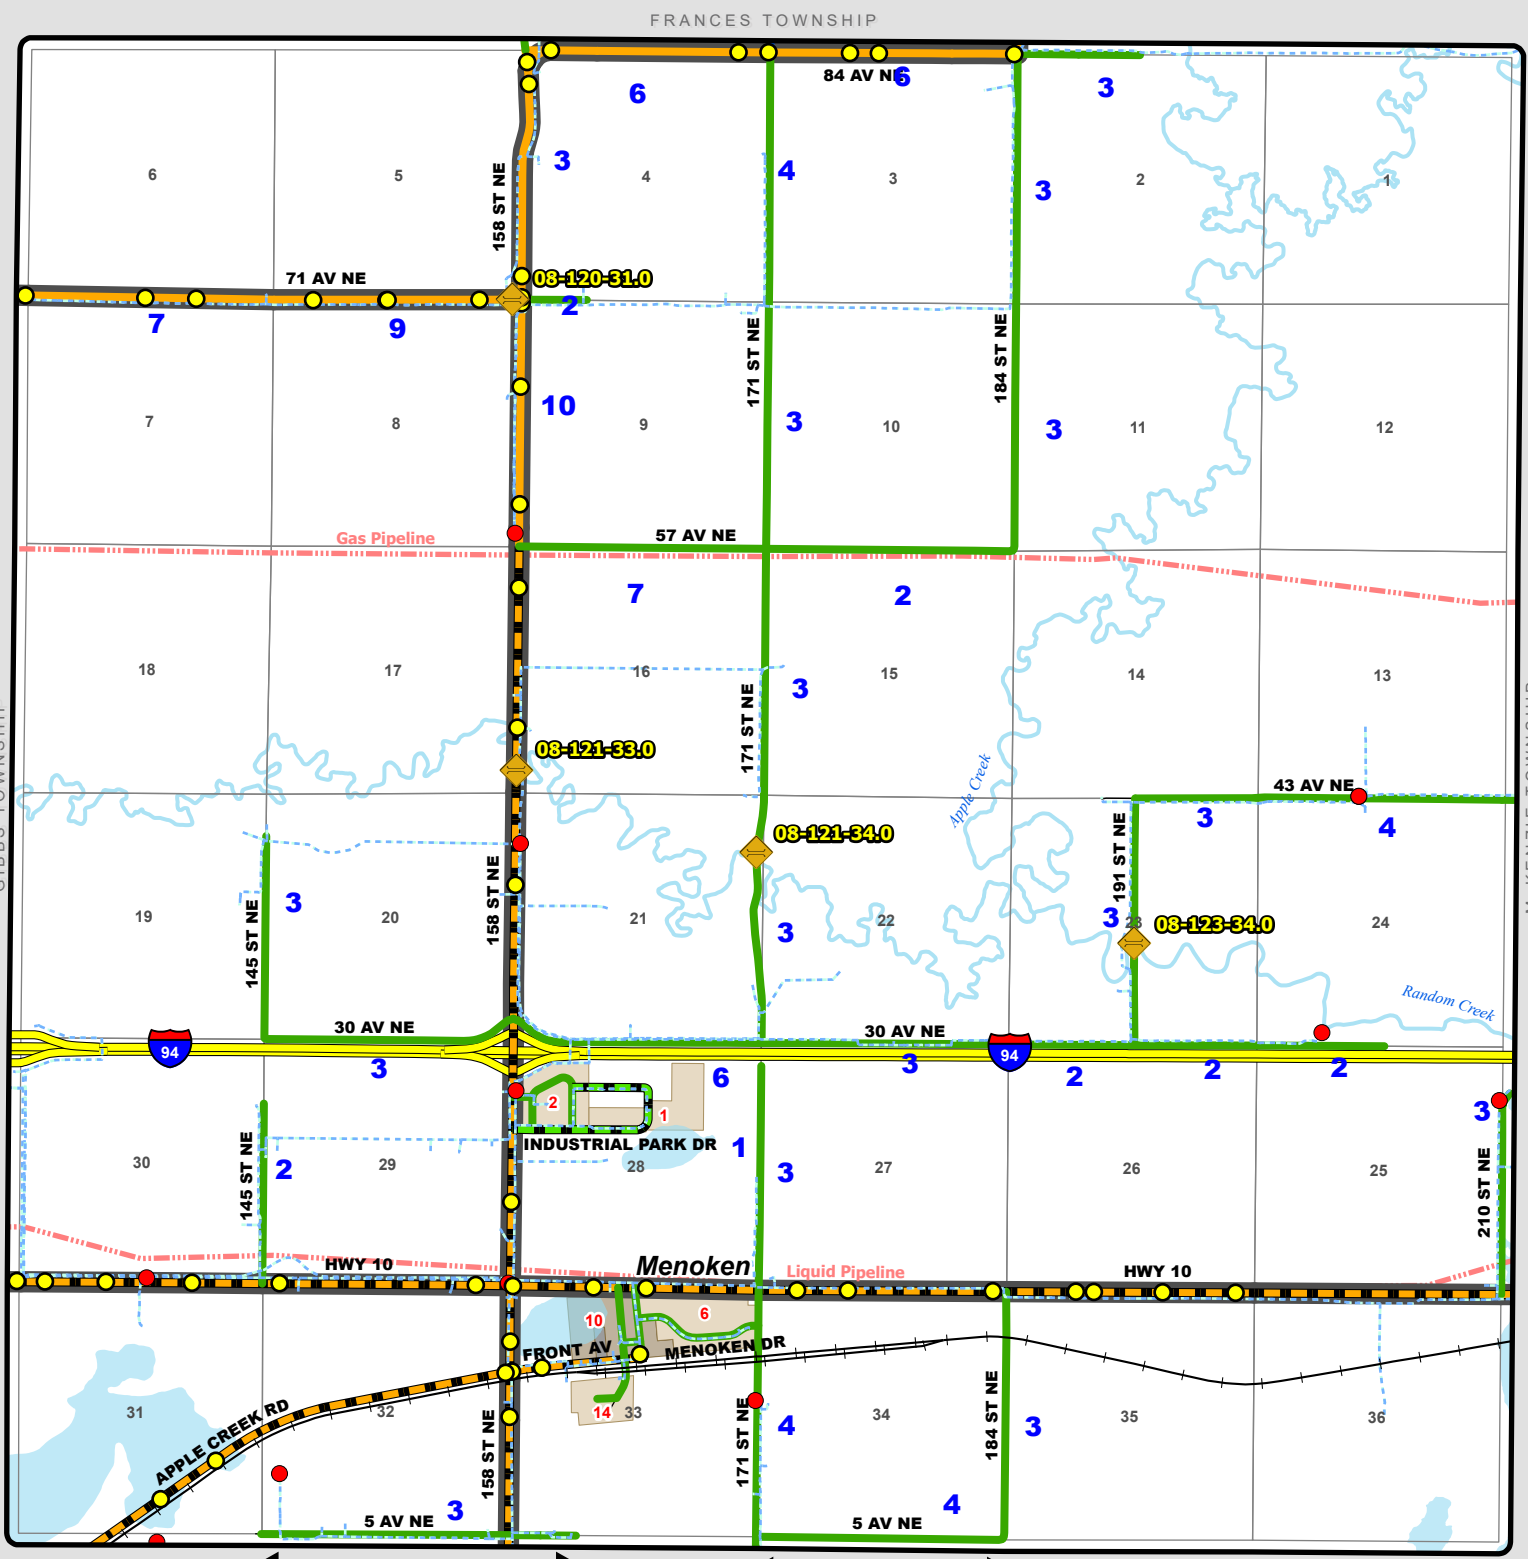 FRANCES TOWNSHIP
84 AV NE
6
6
3
3
6
5
158 ST NE
4
4
3
3
2
1
71 AV NE
08-120-31.0
2
7
9
10
171 ST NE
184 ST NE
7
8
9
3
10
3
11
12
Gas Pipeline
57 AV NE
7
2
18
17
16
171 ST NE
3
15
14
13
08-121-33.0
Apple Creek
43 AV NE
3
4
08-121-34.0
191 ST NE
145 ST NE
3
158 ST NE
19
20
21
3
22
3
23
08-123-34.0
24
Random Creek
30 AV NE
30 AV NE
94
94
3
6
3
2
2
2
2
1
3
INDUSTRIAL PARK DR
145 ST NE
30
2
29
28
1
3
27
26
25
210 ST NE
HWY 10
Menoken
Liquid Pipeline
HWY 10
10
6
FRONT AV
MENOKEN DR
31
APPLE CREEK RD
32
158 ST NE
14
33
171 ST NE
4
34
184 ST NE
3
35
36
5 AV NE
3
5 AV NE
4